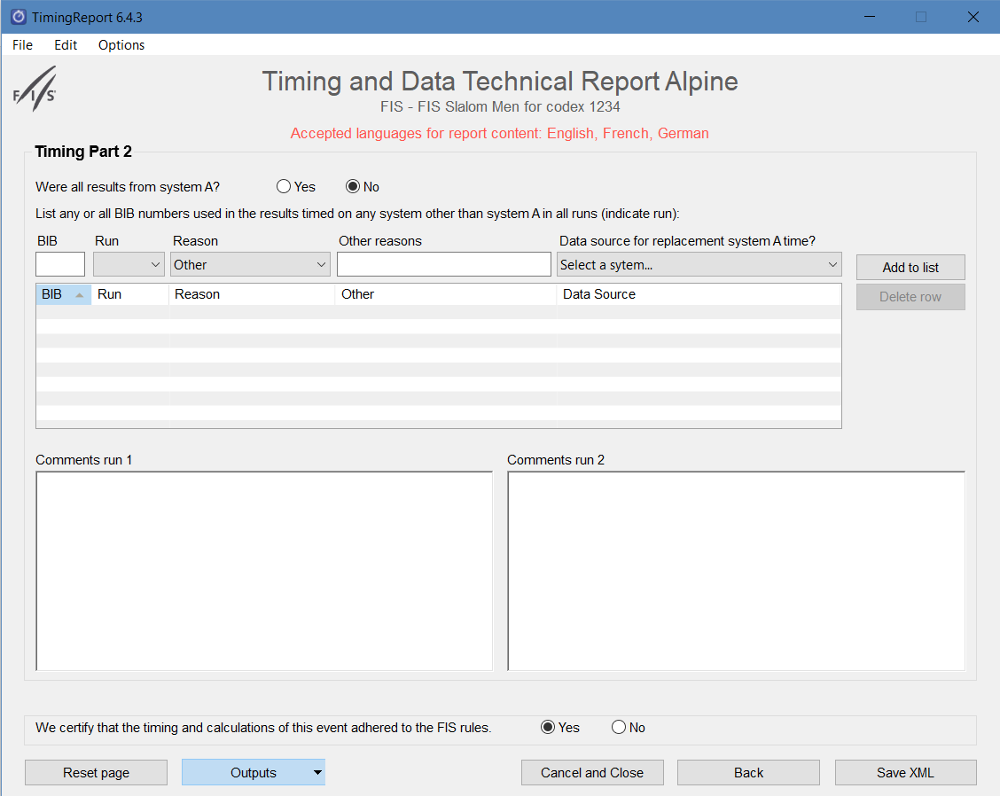 TimingReport 6.4.3
File Edit Options
FIS
Timing and Data Technical Report Alpine
FIS - FIS Slalom Men for codex 1234
Accepted languages for report content: English, French, German
Timing Part 2
Were all results from system A? Yes No
List any or all BIB numbers used in the results timed on any system other than system A in all runs (indicate run):
BIB Run Reason Other reasons Data source for replacement system A time?
Other Select a sytem... Add to list
BIB Run Reason Other Data Source Delete row
Comments run 1 Comments run 2
We certify that the timing and calculations of this event adhered to the FIS rules. Yes No
Reset page Outputs Cancel and Close Back Save XML